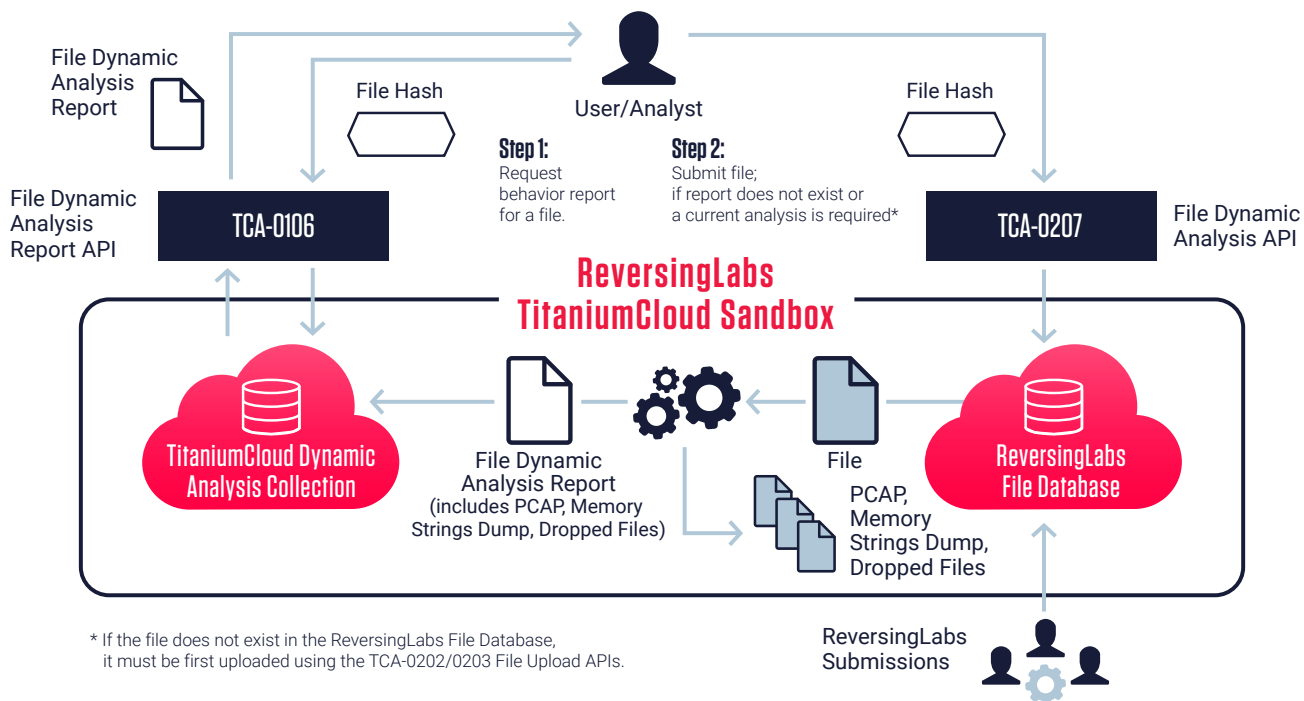 File Dynamic
Analysis
Report
File Hash
User/Analyst
File Hash
Step 1:
Request
behavior report
for a file.
Step 2:
Submit file;
if report does not exist or
a current analysis is required*
File Dynamic
Analysis
Report API
TCA-0106
TCA-0207
File Dynamic
Analysis API
ReversingLabs
TitaniumCloud Sandbox
TitaniumCloud Dynamic
Analysis Collection
File Dynamic
Analysis Report
(includes PCAP, Memory
Strings Dump, Dropped Files)
File
PCAP,
Memory
Strings Dump,
Dropped Files
ReversingLabs
File Database
* If the file does not exist in the ReversingLabs File Database,
it must be first uploaded using the TCA-0202/0203 File Upload APIs.
ReversingLabs
Submissions